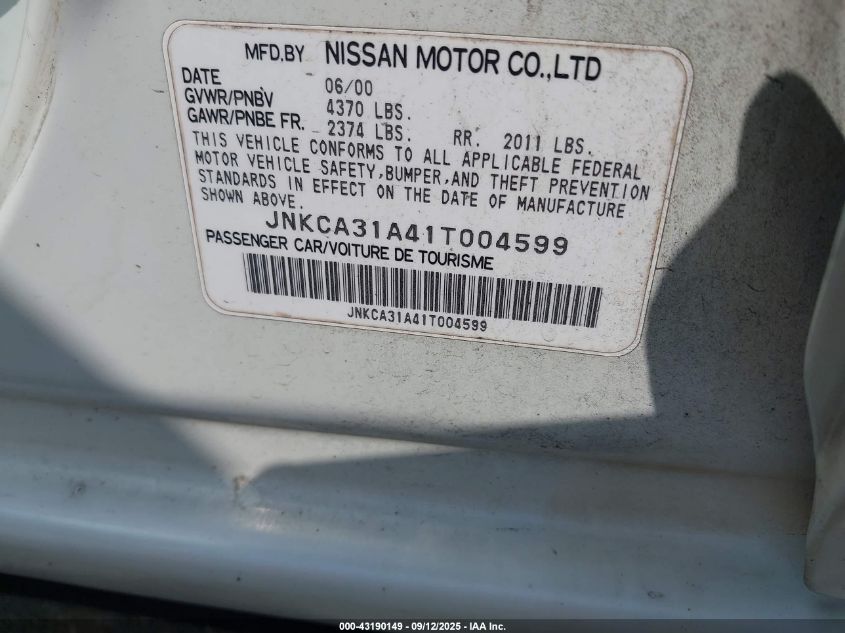 MFD.BY NISSAN MOTOR CO.,LTD
DATE 06/00
GVWR/PNBV 4370 LBS.
GAWR/PNBE FR. 2374 LBS. RR. 2011 LBS.
THIS VEHICLE CONFORMS TO ALL APPLICABLE FEDERAL
MOTOR VEHICLE SAFETY,BUMPER,AND THEFT PREVENTION
STANDARDS IN EFFECT ON THE DATE OF MANUFACTURE
SHOWN ABOVE.
JNKCA31A41T004599
PASSENGER CAR/VOITURE DE TOURISME
JNKCA31A41T004599
000-43190149 - 09/12/2025 - IAA Inc.